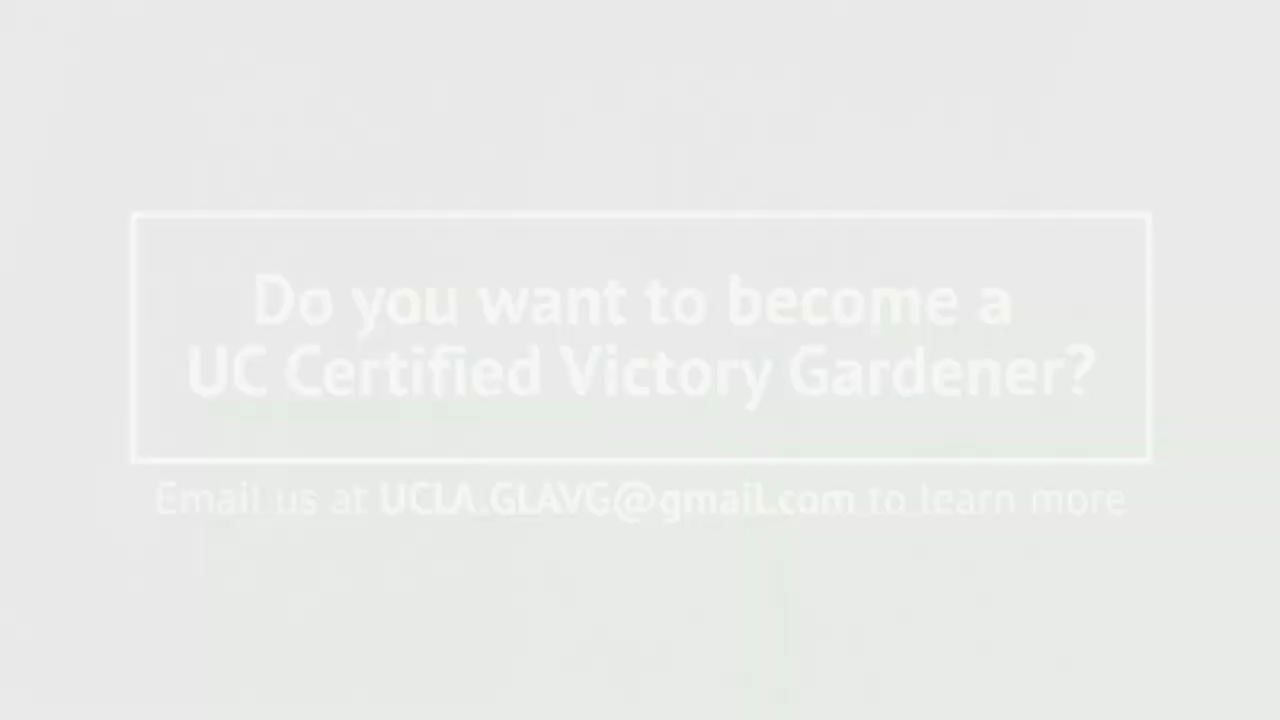 Do you want to become a
UC Certified Victory Gardener?
Email us at UCLA.GLAVG@gmail.com to learn more